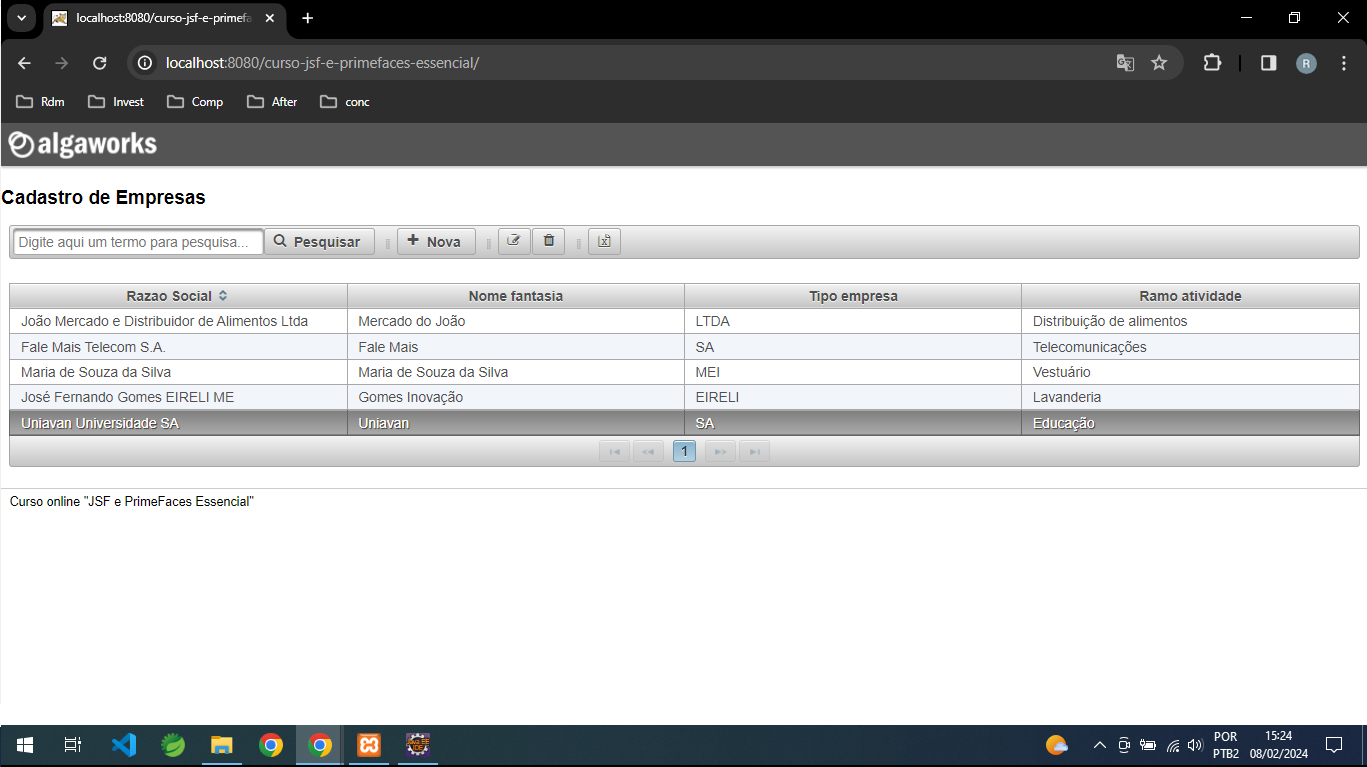 localhost:8080/curso-jsf-e-primefa
localhost:8080/curso-jsf-e-primefaces-essencial/
R
Rdm Invest Comp After conc
algaworks
Cadastro de Empresas
Digite aqui um termo para pesquisa... Pesquisar Nova
Razao Social Nome fantasia Tipo empresa Ramo atividade
João Mercado e Distribuidor de Alimentos Ltda Mercado do João LTDA Distribuição de alimentos
Fale Mais Telecom S.A. Fale Mais SA Telecomunicações
Maria de Souza da Silva Maria de Souza da Silva MEI Vestuário
José Fernando Gomes EIRELI ME Gomes Inovação EIRELI Lavanderia
Uniavan Universidade SA Uniavan SA Educação
1
Curso online "JSF e PrimeFaces Essencial"
POR 15:24
PTB2 08/02/2024